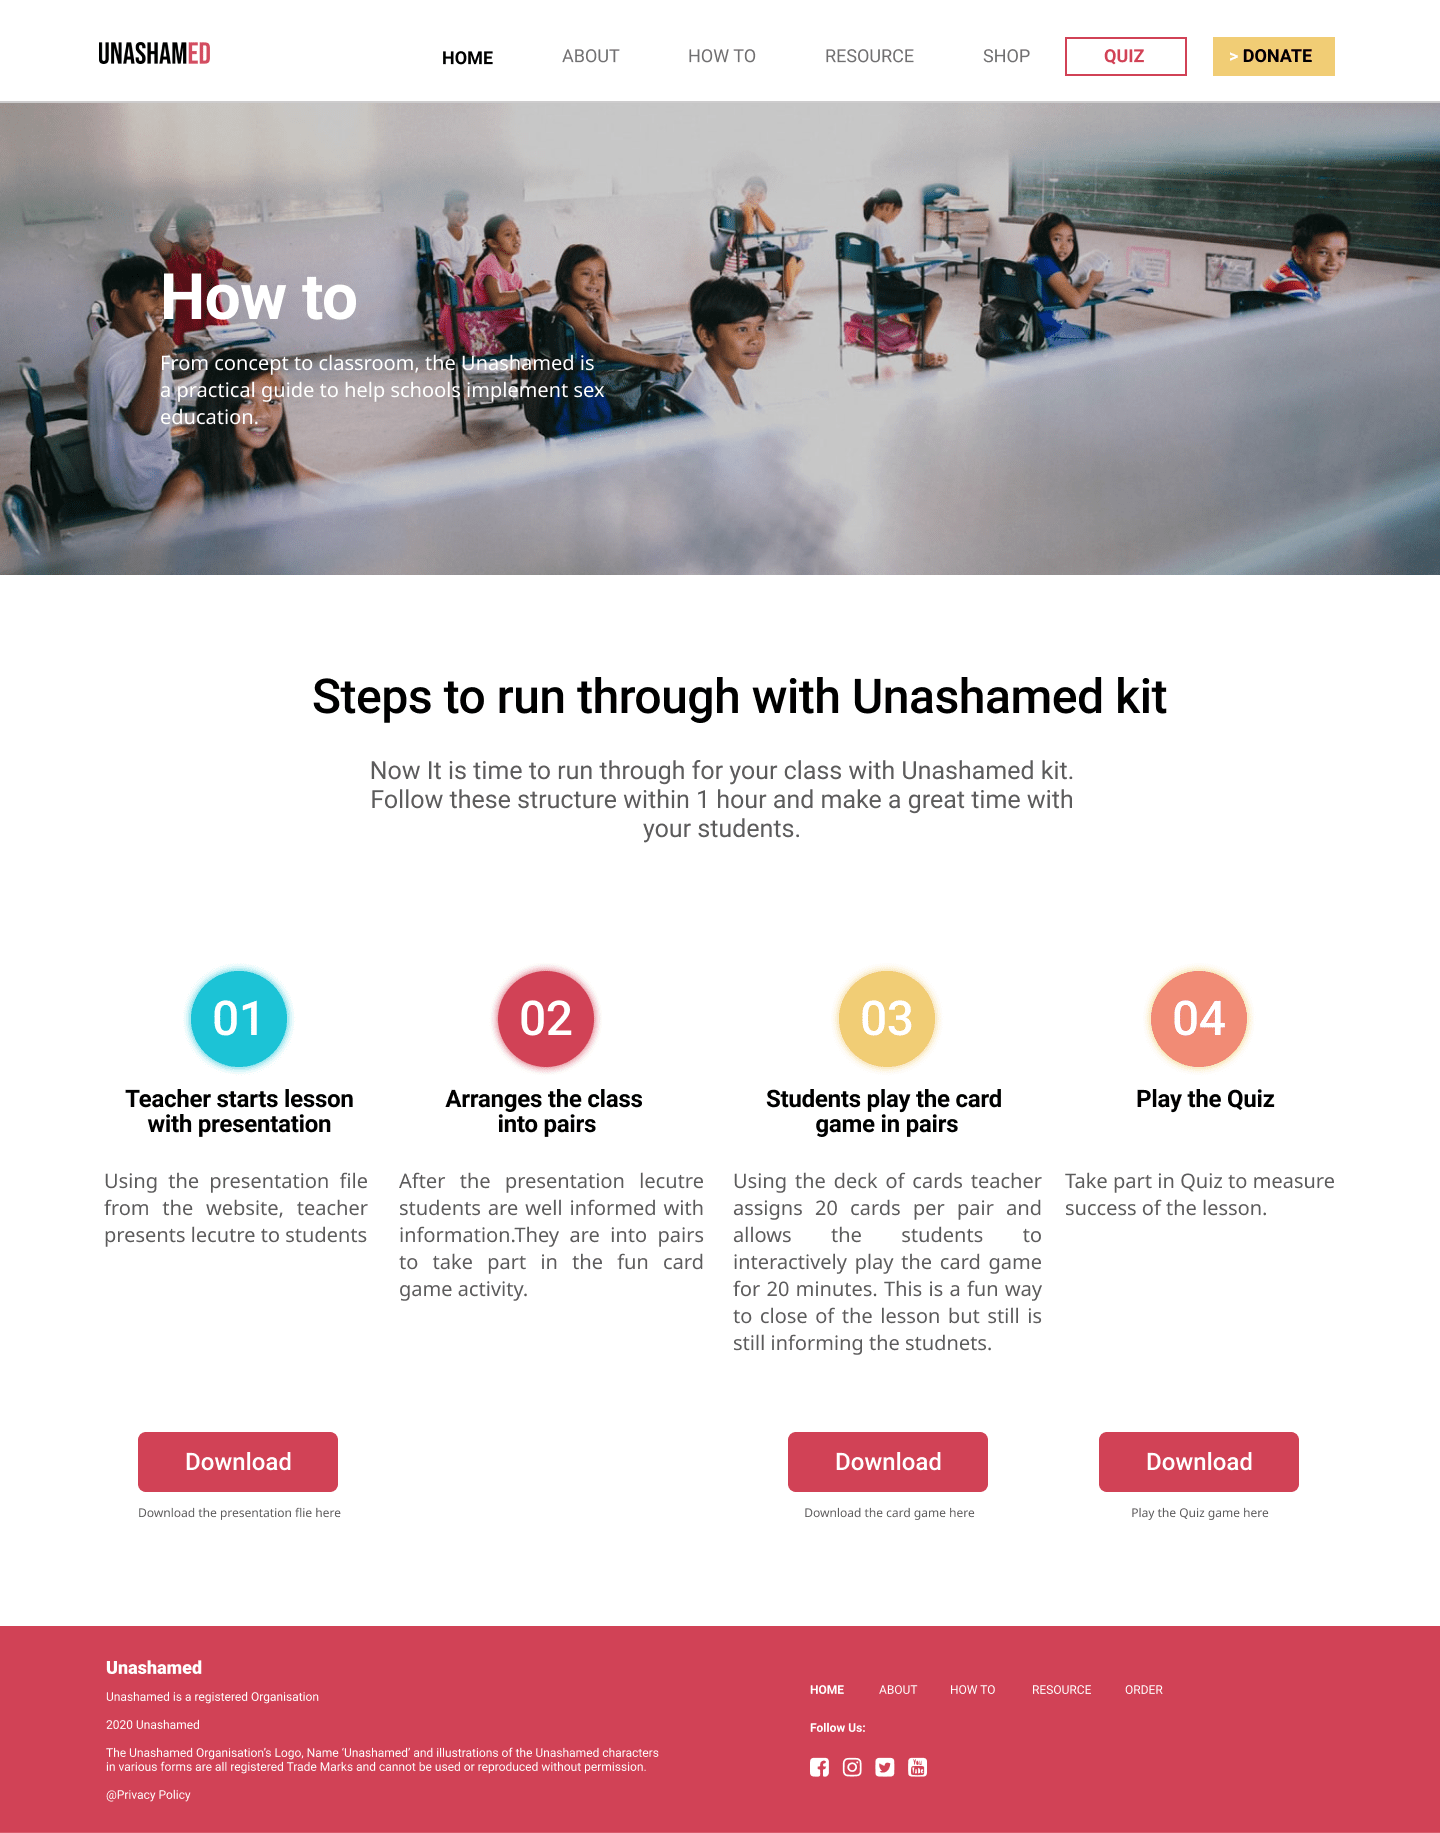 UNASHAMED
HOME
ABOUT
HOW TO
RESOURCE
SHOP
QUIZ
> DONATE
How to
From concept to classroom, the Unashamed is
a practical guide to help schools implement sex
education.
Steps to run through with Unashamed kit
Now It is time to run through for your class with Unashamed kit.
Follow these structure within 1 hour and make a great time with
your students.
01
Teacher starts lesson
with presentation
Using the presentation file
from the website, teacher
presents lecutre to students
Download
Download the presentation flie here
02
Arranges the class
into pairs
After the presentation lecutre
students are well informed with
information.They are into pairs
to take part in the fun card
game activity.
03
Students play the card
game in pairs
Using the deck of cards teacher
assigns 20 cards per pair and
allows the students to
interactively play the card game
for 20 minutes. This is a fun way
to close of the lesson but still is
still informing the studnets.
Download
Download the card game here
04
Play the Quiz
Take part in Quiz to measure
success of the lesson.
Download
Play the Quiz game here
Unashamed
Unashamed is a registered Organisation
2020 Unashamed
The Unashamed Organisation's Logo, Name ‘Unashamed’ and illustrations of the Unashamed characters
in various forms are all registered Trade Marks and cannot be used or reproduced without permission.
@Privacy Policy
HOME
ABOUT
HOW TO
RESOURCE
ORDER
Follow Us:
You
Tube